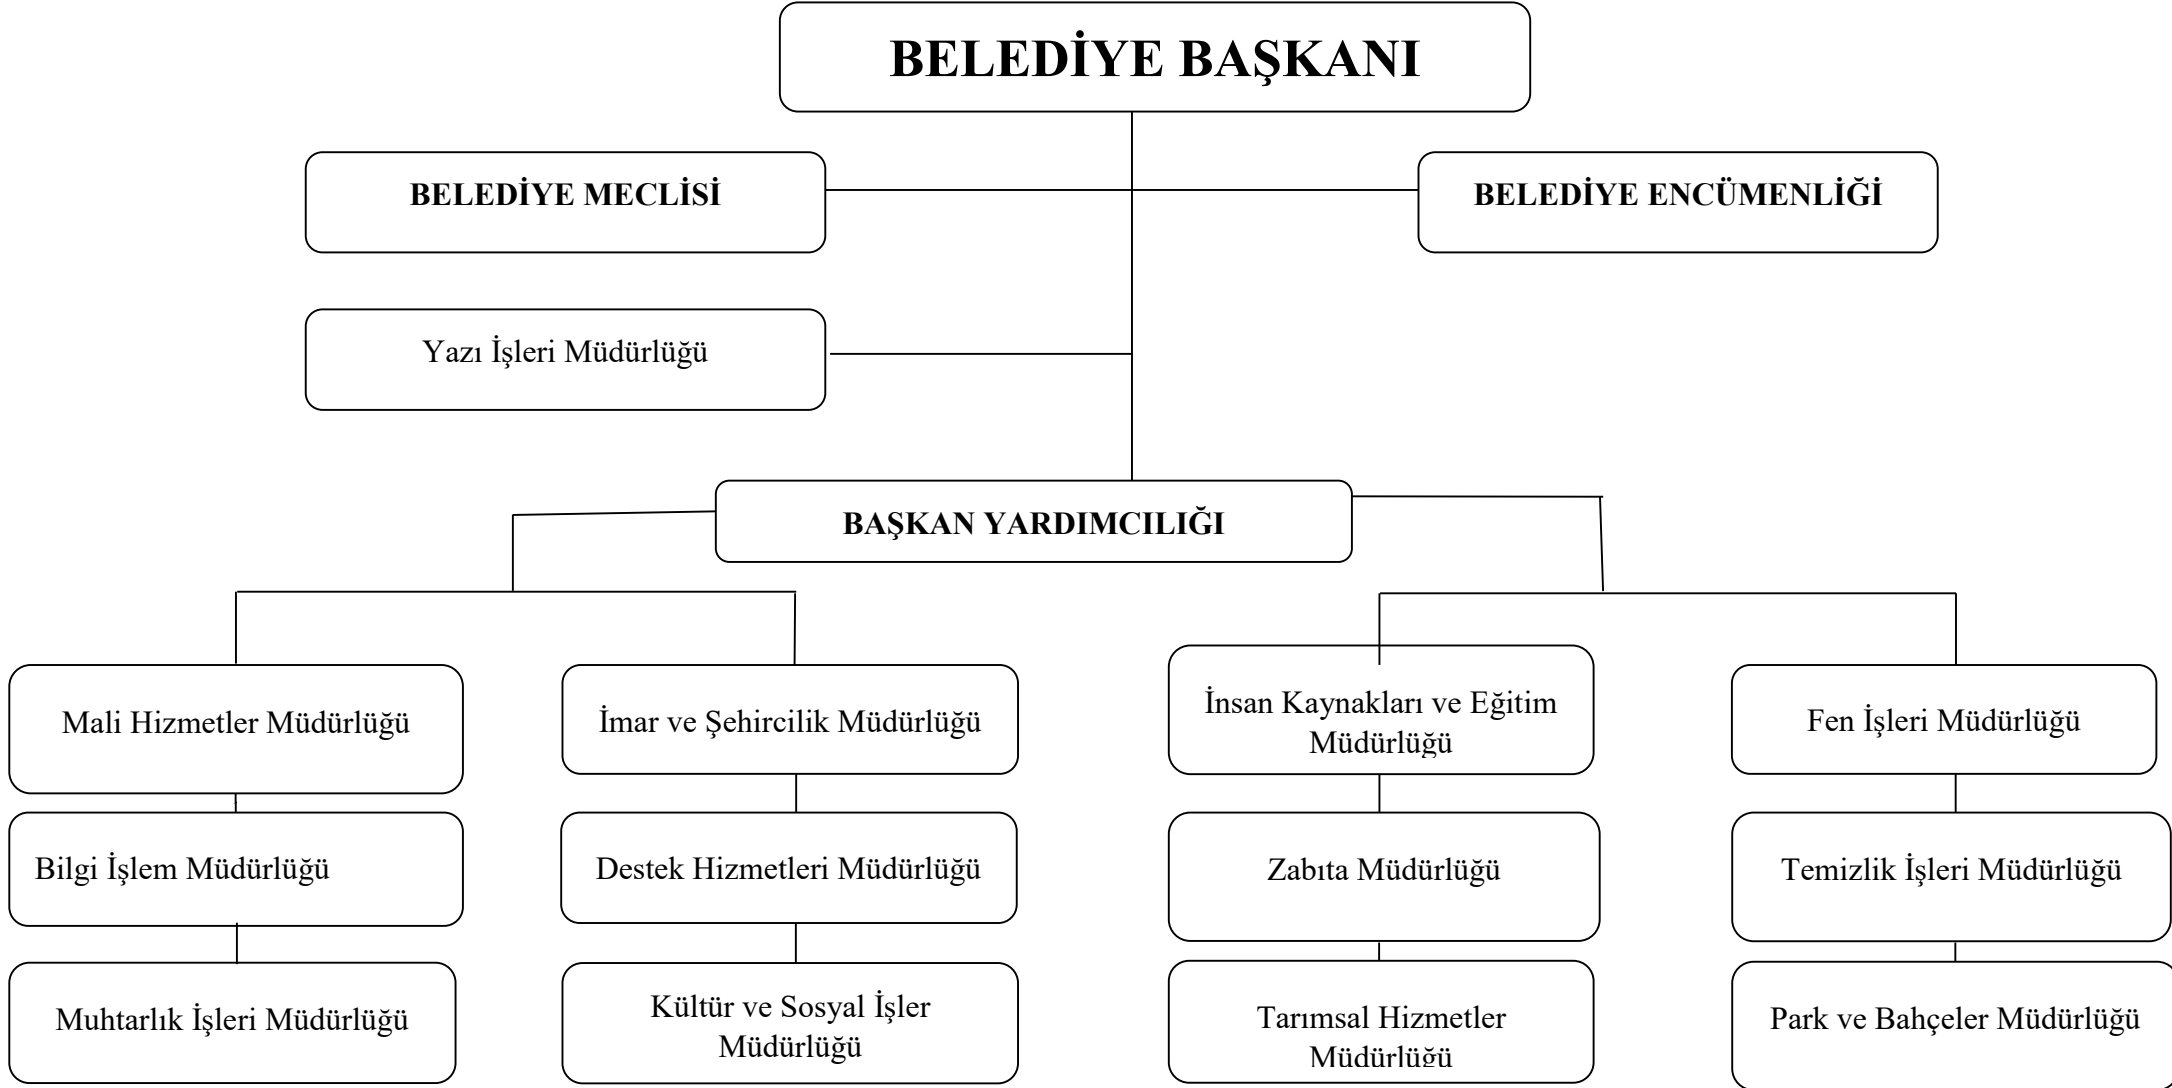 BELEDİYE BAŞKANI
BELEDİYE MECLİSİ
BELEDİYE ENCÜMENLİĞİ
Yazı İşleri Müdürlüğü
BAŞKAN YARDIMCILIĞI
Mali Hizmetler Müdürlüğü
İmar ve Şehircilik Müdürlüğü
İnsan Kaynakları ve Eğitim
Müdürlüğü
Fen İşleri Müdürlüğü
Bilgi İşlem Müdürlüğü
Destek Hizmetleri Müdürlüğü
Zabıta Müdürlüğü
Temizlik İşleri Müdürlüğü
Muhtarlık İşleri Müdürlüğü
Kültür ve Sosyal İşler
Müdürlüğü
Tarımsal Hizmetler
Müdürlüğü
Park ve Bahçeler Müdürlüğü